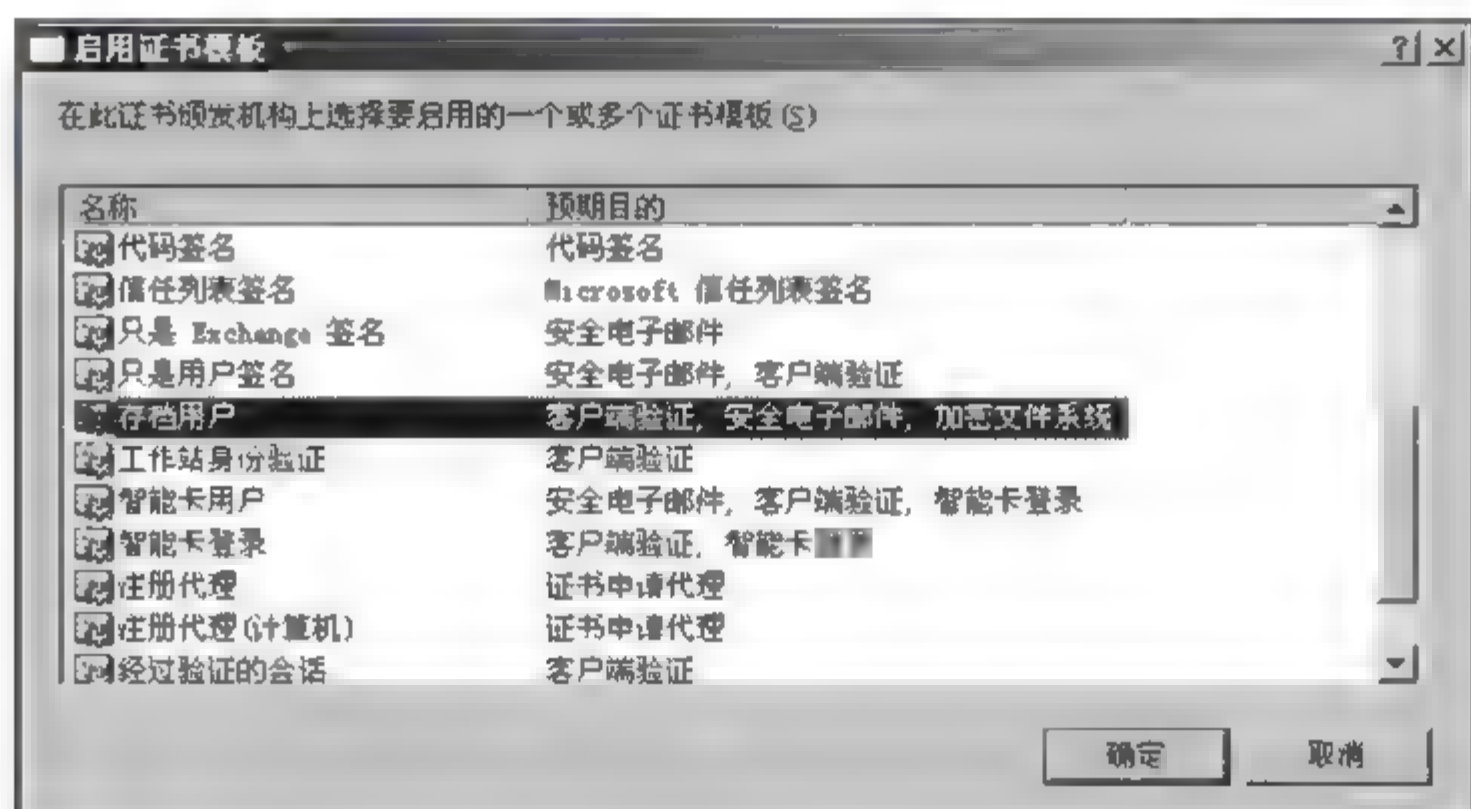 启用证书模板
在此证书颁发机构上选择要启用的一个或多个证书模板(S)
名称 预期目的
代码签名 代码签名
信任列表签名 Microsoft 信任列表签名
只是 Exchange 签名 安全电子邮件
只是用户签名 安全电子邮件, 客户端验证
存档用户 客户端验证, 安全电子邮件, 加密文件系统
工作站身份验证 客户端验证
智能卡用户 安全电子邮件, 客户端验证, 智能卡登录
智能卡登录 客户端验证, 智能卡
注册代理 证书申请代理
注册代理(计算机) 证书申请代理
经过验证的会话 客户端验证
确定 取消